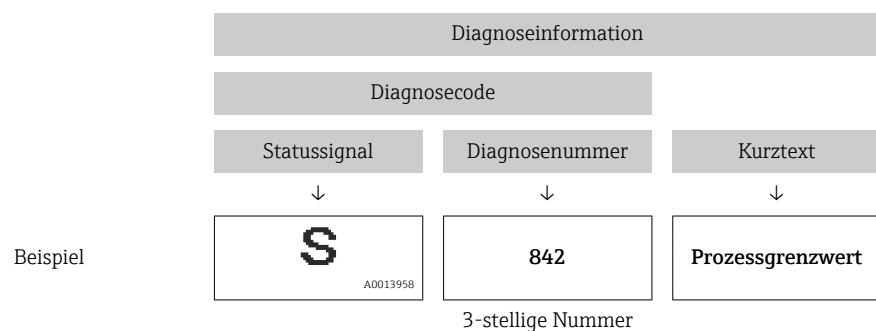 Diagnoseinformation
Diagnosecode
Statussignal Diagnosenummer Kurztext
↓ ↓ ↓
Beispiel S 842 Prozessgrenzwert
A0013958
3-stellige Nummer